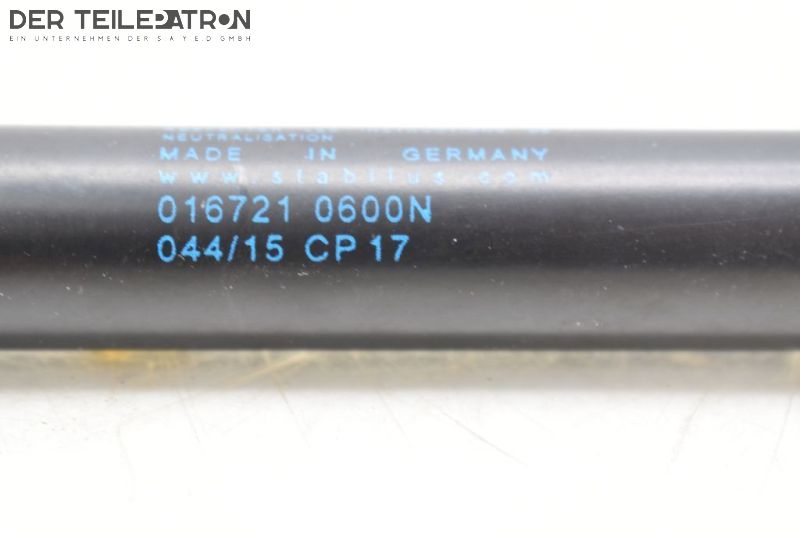 DER TEILEPATRON
EIN UNTERNEHMEN DER S A Y E.D GMBH
NEUTRALISATION
MADE IN GERMANY
www.stabilus.com
016721 0600N
044/15 CP 17